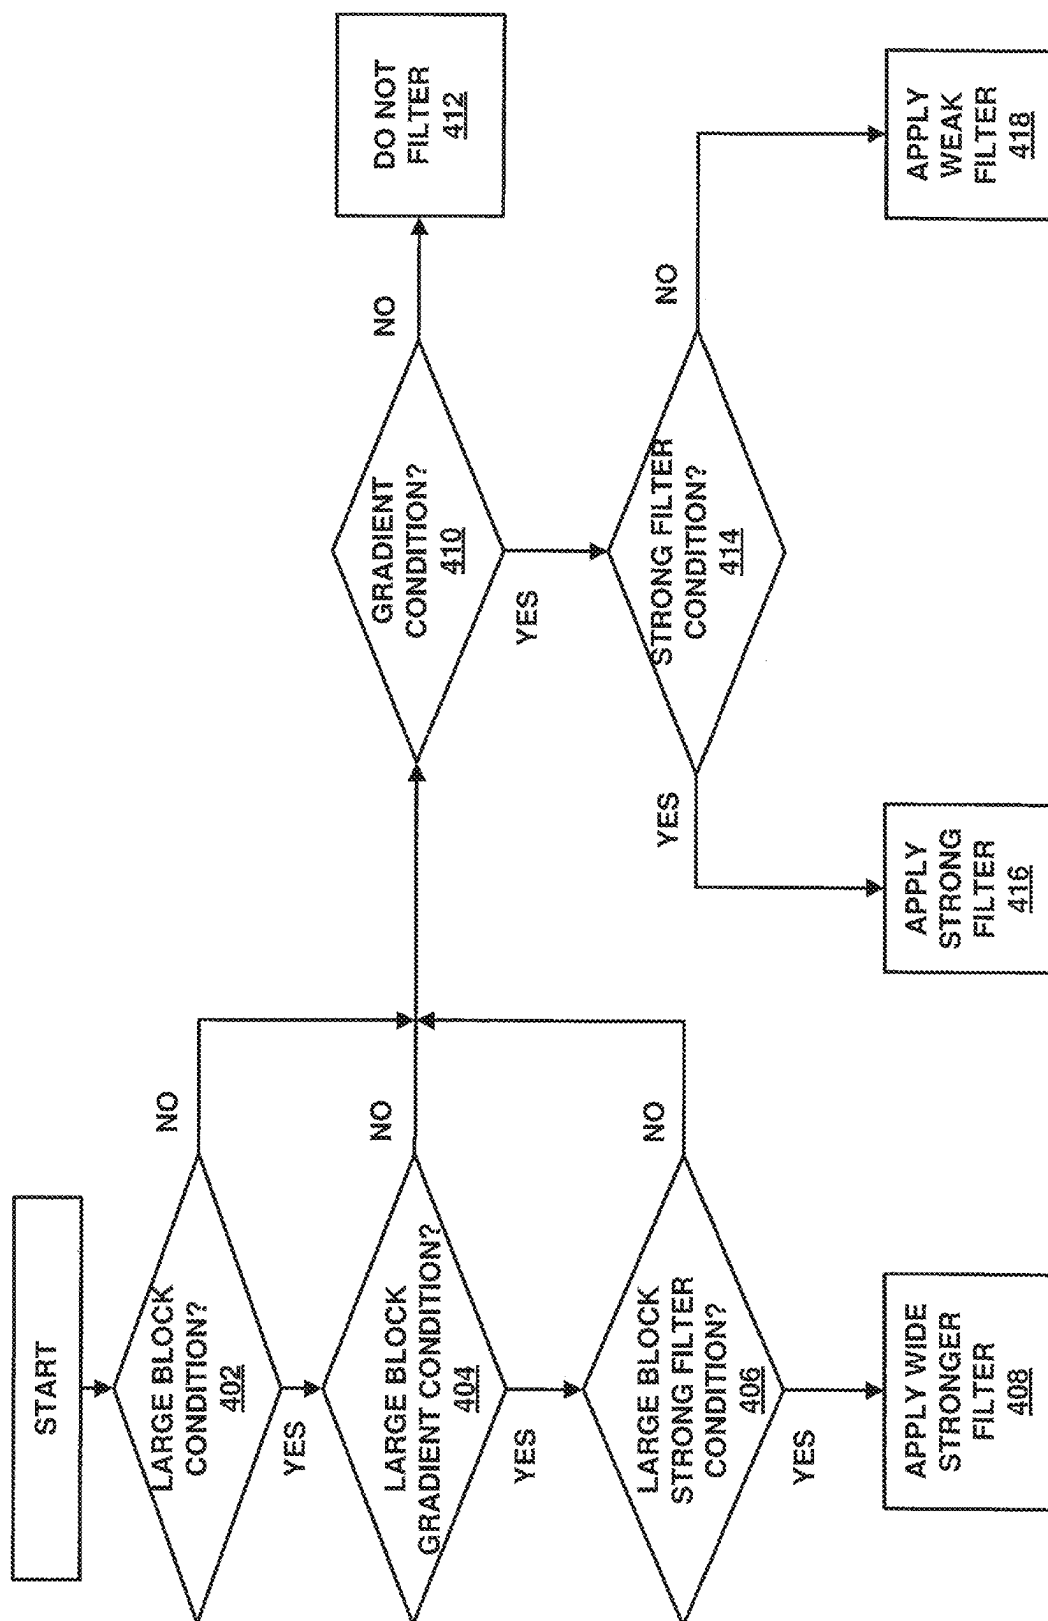 START
LARGE BLOCK
CONDITION?
402
YES
NO
LARGE BLOCK
GRADIENT CONDITION?
404
YES
NO
LARGE BLOCK
STRONG FILTER
CONDITION?
406
YES
NO
APPLY WIDE
STRONGER
FILTER
408
GRADIENT
CONDITION?
410
NO
YES
DO NOT
FILTER
412
STRONG FILTER
CONDITION?
414
YES
NO
APPLY
STRONG
FILTER
416
APPLY
WEAK
FILTER
418